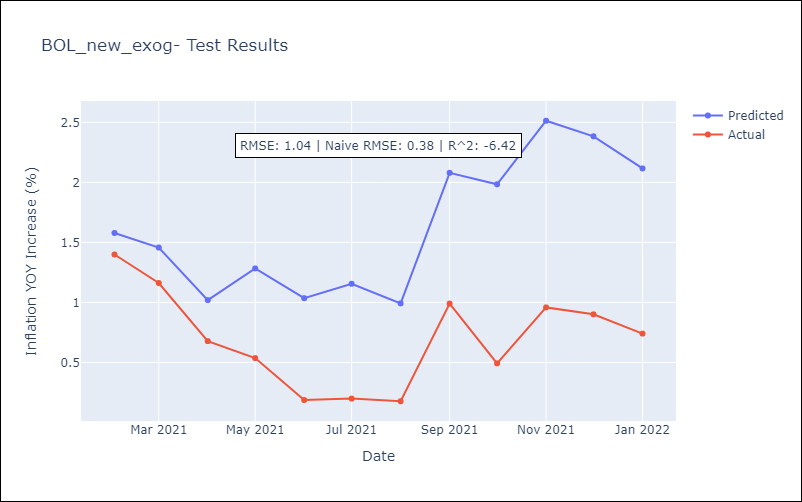 BOL_new_exog- Test Results
RMSE: 1.04 | Naive RMSE: 0.38 | R^2: -6.42
Predicted
Actual
Inflation YOY Increase (%)
2.5
2
1.5
1
0.5
Mar 2021
May 2021
Jul 2021
Sep 2021
Nov 2021
Jan 2022
Date